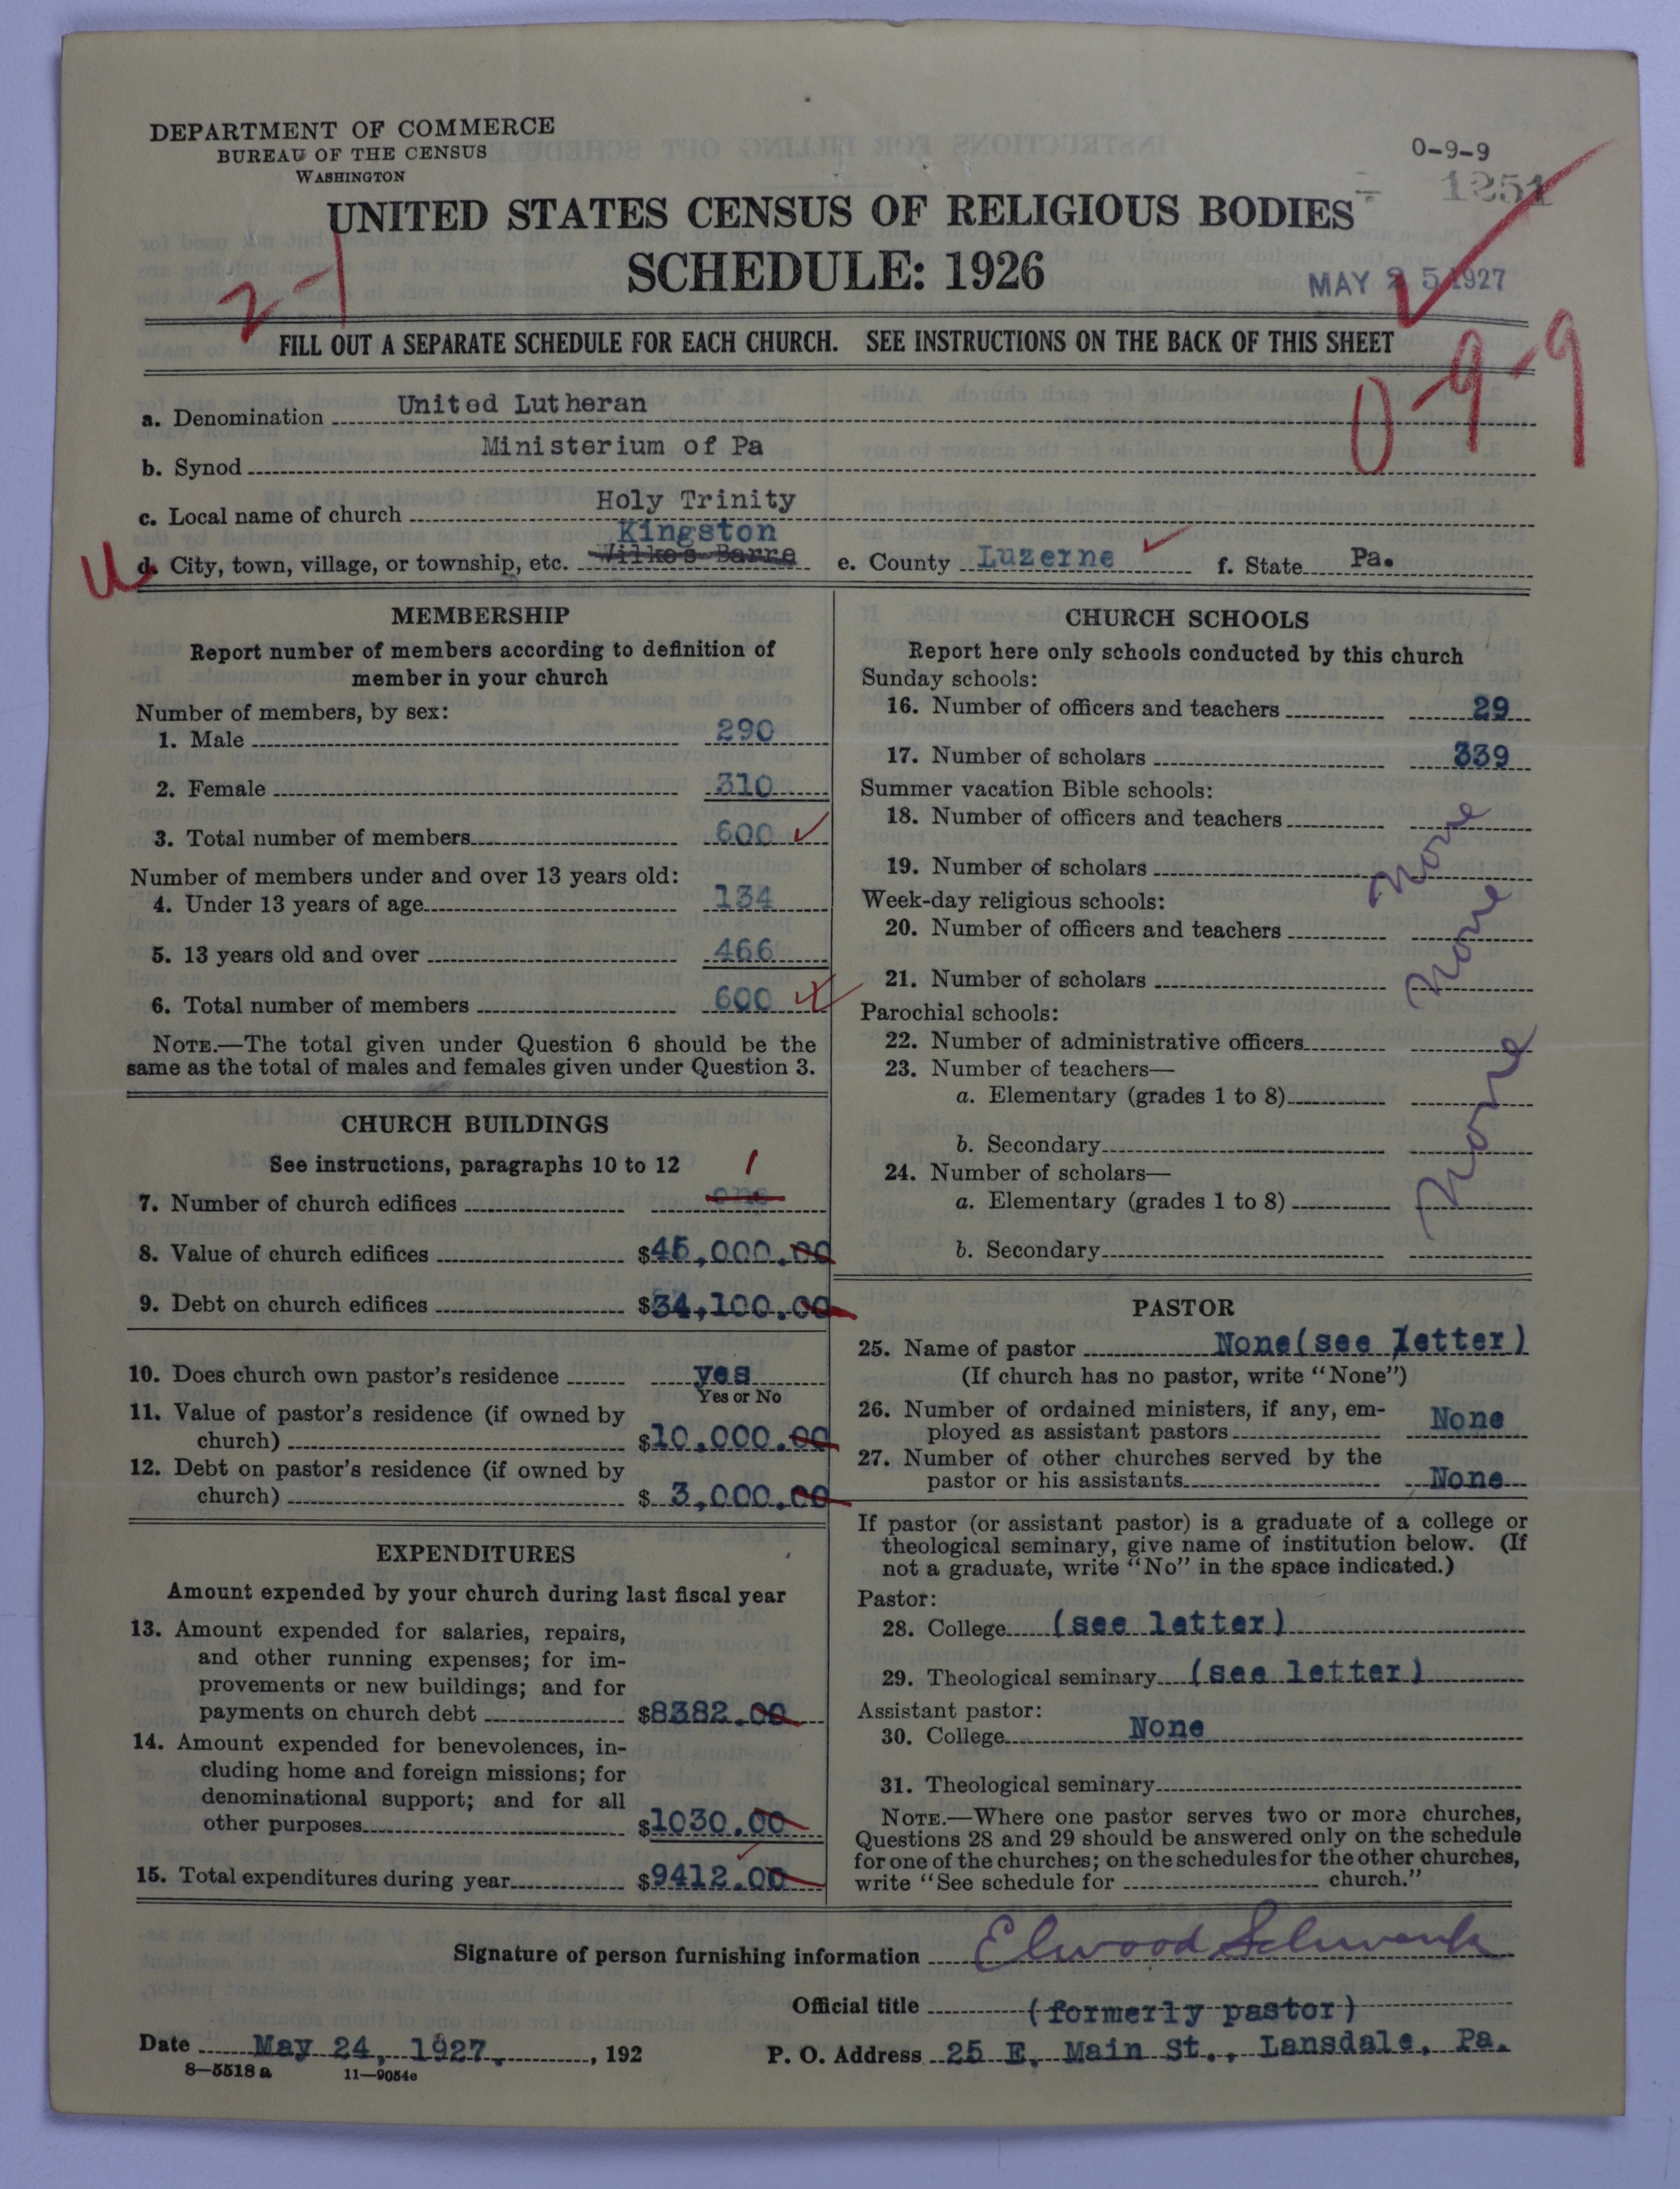 DEPARTMENT OF COMMERCE
BUREAU OF THE CENSUS
WASHINGTON
0-9-9
1251
UNITED STATES CENSUS OF RELIGIOUS BODIES
SCHEDULE: 1926
MAY 25 1927
2-1
FILL OUT A SEPARATE SCHEDULE FOR EACH CHURCH. SEE INSTRUCTIONS ON THE BACK OF THIS SHEET
0-9-9
a. Denomination United Lutheran
b. Synod Ministerium of Pa
c. Local name of church Holy Trinity
Kingston
d. City, town, village, or township, etc. Wilkes Barre e. County Luzerne f. State Pa.
MEMBERSHIP
Report number of members according to definition of
member in your church
Number of members, by sex:
1. Male 290
2. Female 310
3. Total number of members 600
Number of members under and over 13 years old:
4. Under 13 years of age 134
5. 13 years old and over 466
6. Total number of members 600
NOTE.—The total given under Question 6 should be the
same as the total of males and females given under Question 3.
CHURCH BUILDINGS
See instructions, paragraphs 10 to 12
1
7. Number of church edifices one
8. Value of church edifices $45,000.00
9. Debt on church edifices $34,100.00
10. Does church own pastor's residence yes
Yes or No
11. Value of pastor's residence (if owned by
church) $10,000.00
12. Debt on pastor's residence (if owned by
church) $ 3,000.00
EXPENDITURES
Amount expended by your church during last fiscal year
13. Amount expended for salaries, repairs,
and other running expenses; for im-
provements or new buildings; and for
payments on church debt $8382.00
14. Amount expended for benevolences, in-
cluding home and foreign missions; for
denominational support; and for all
other purposes $1030.00
15. Total expenditures during year $9412.00
CHURCH SCHOOLS
Report here only schools conducted by this church
Sunday schools:
16. Number of officers and teachers 29
17. Number of scholars 339
Summer vacation Bible schools:
18. Number of officers and teachers
19. Number of scholars
None
Week-day religious schools:
20. Number of officers and teachers
21. Number of scholars
None
Parochial schools:
22. Number of administrative officers
23. Number of teachers—
a. Elementary (grades 1 to 8)
b. Secondary
None
24. Number of scholars—
a. Elementary (grades 1 to 8)
b. Secondary
PASTOR
25. Name of pastor None(see letter)
(If church has no pastor, write "None")
26. Number of ordained ministers, if any, em-
ployed as assistant pastors None
27. Number of other churches served by the
pastor or his assistants None
If pastor (or assistant pastor) is a graduate of a college or
theological seminary, give name of institution below. (If
not a graduate, write "No" in the space indicated.)
Pastor:
28. College (see letter)
29. Theological seminary (see letter)
Assistant pastor:
30. College None
31. Theological seminary
NOTE.—Where one pastor serves two or more churches,
Questions 28 and 29 should be answered only on the schedule
for one of the churches; on the schedules for the other churches,
write "See schedule for church."
Signature of person furnishing information Elwood Schwenk
Official title (formerly pastor)
Date May 24, 1927, , 192 P. O. Address 25 E. Main St., Lansdale, Pa.
8—5518 a 11—9054c